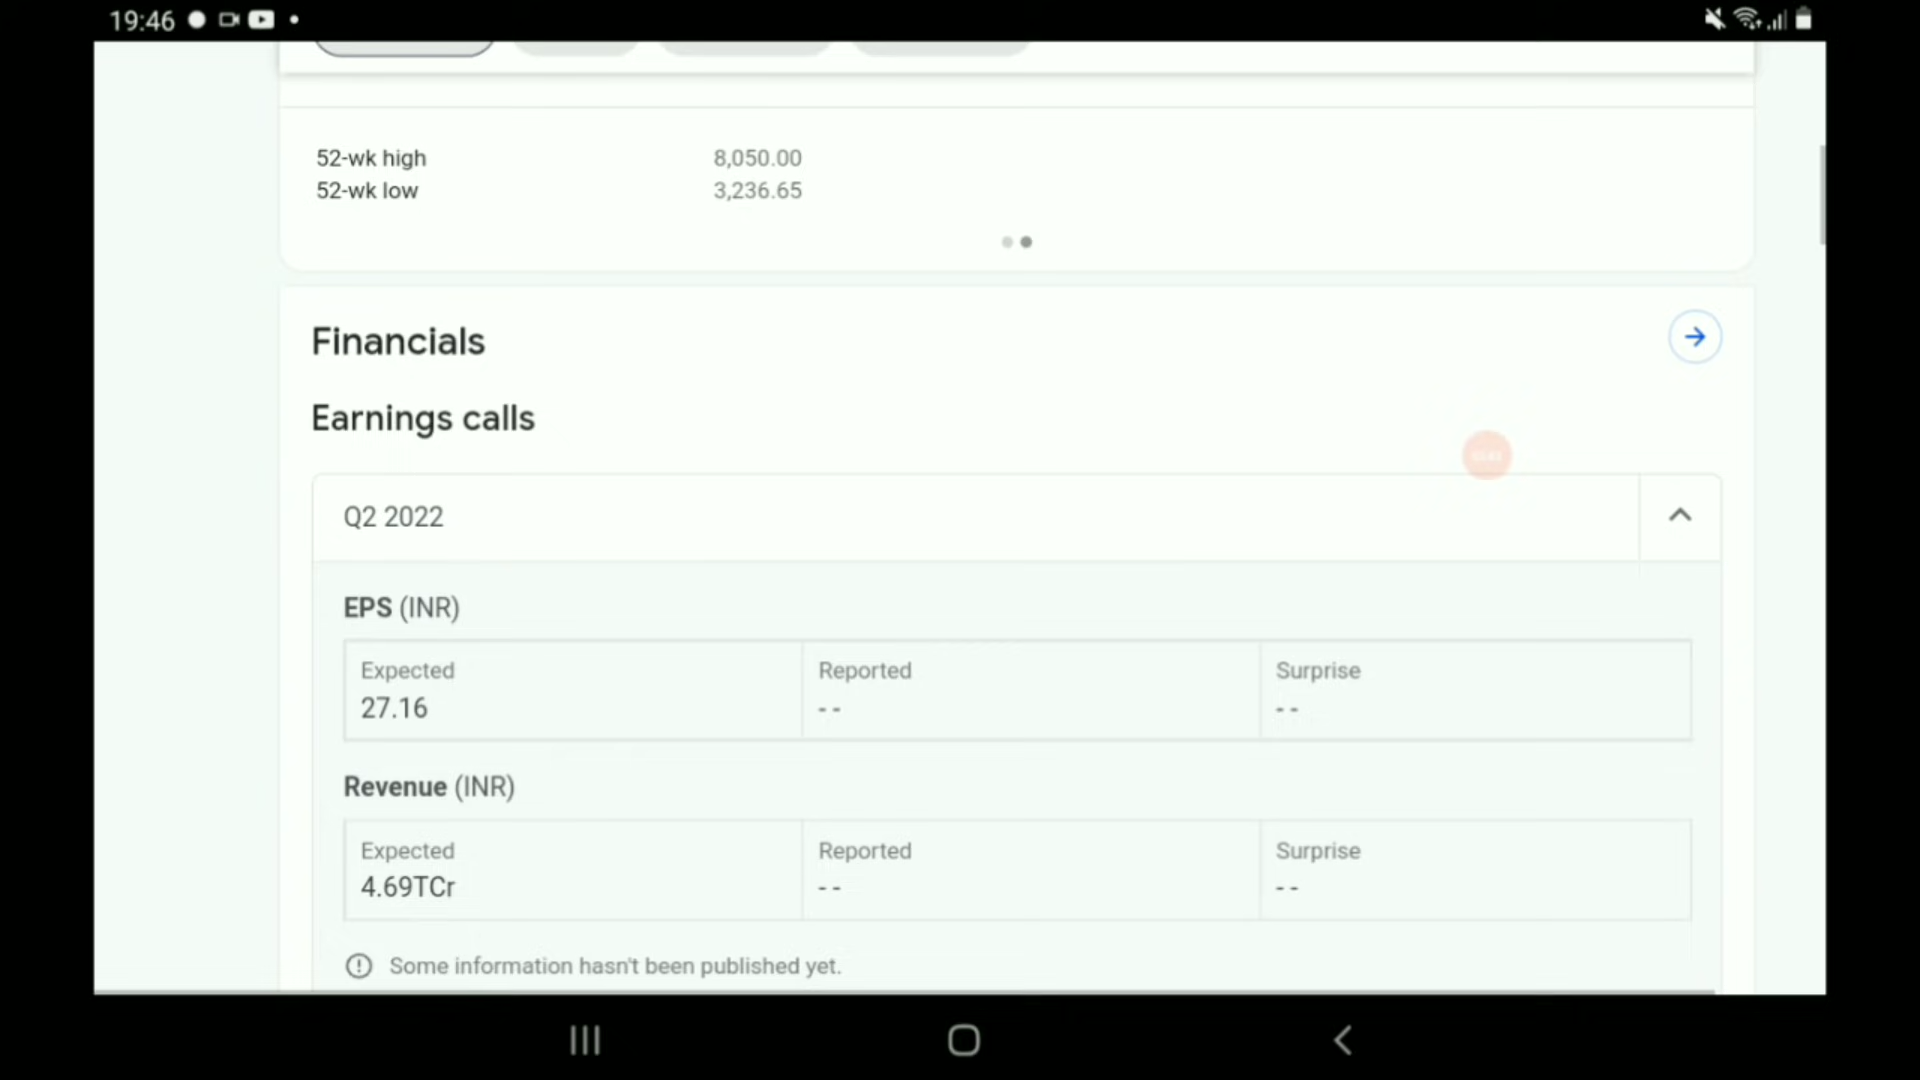 19:46
52-wk high 8,050.00
52-wk low 3,236.65
Financials
Earnings calls
Q2 2022
EPS (INR)
Expected Reported Surprise
27.16 -- --
Revenue (INR)
Expected Reported Surprise
4.69TCr -- --
Some information hasn't been published yet.